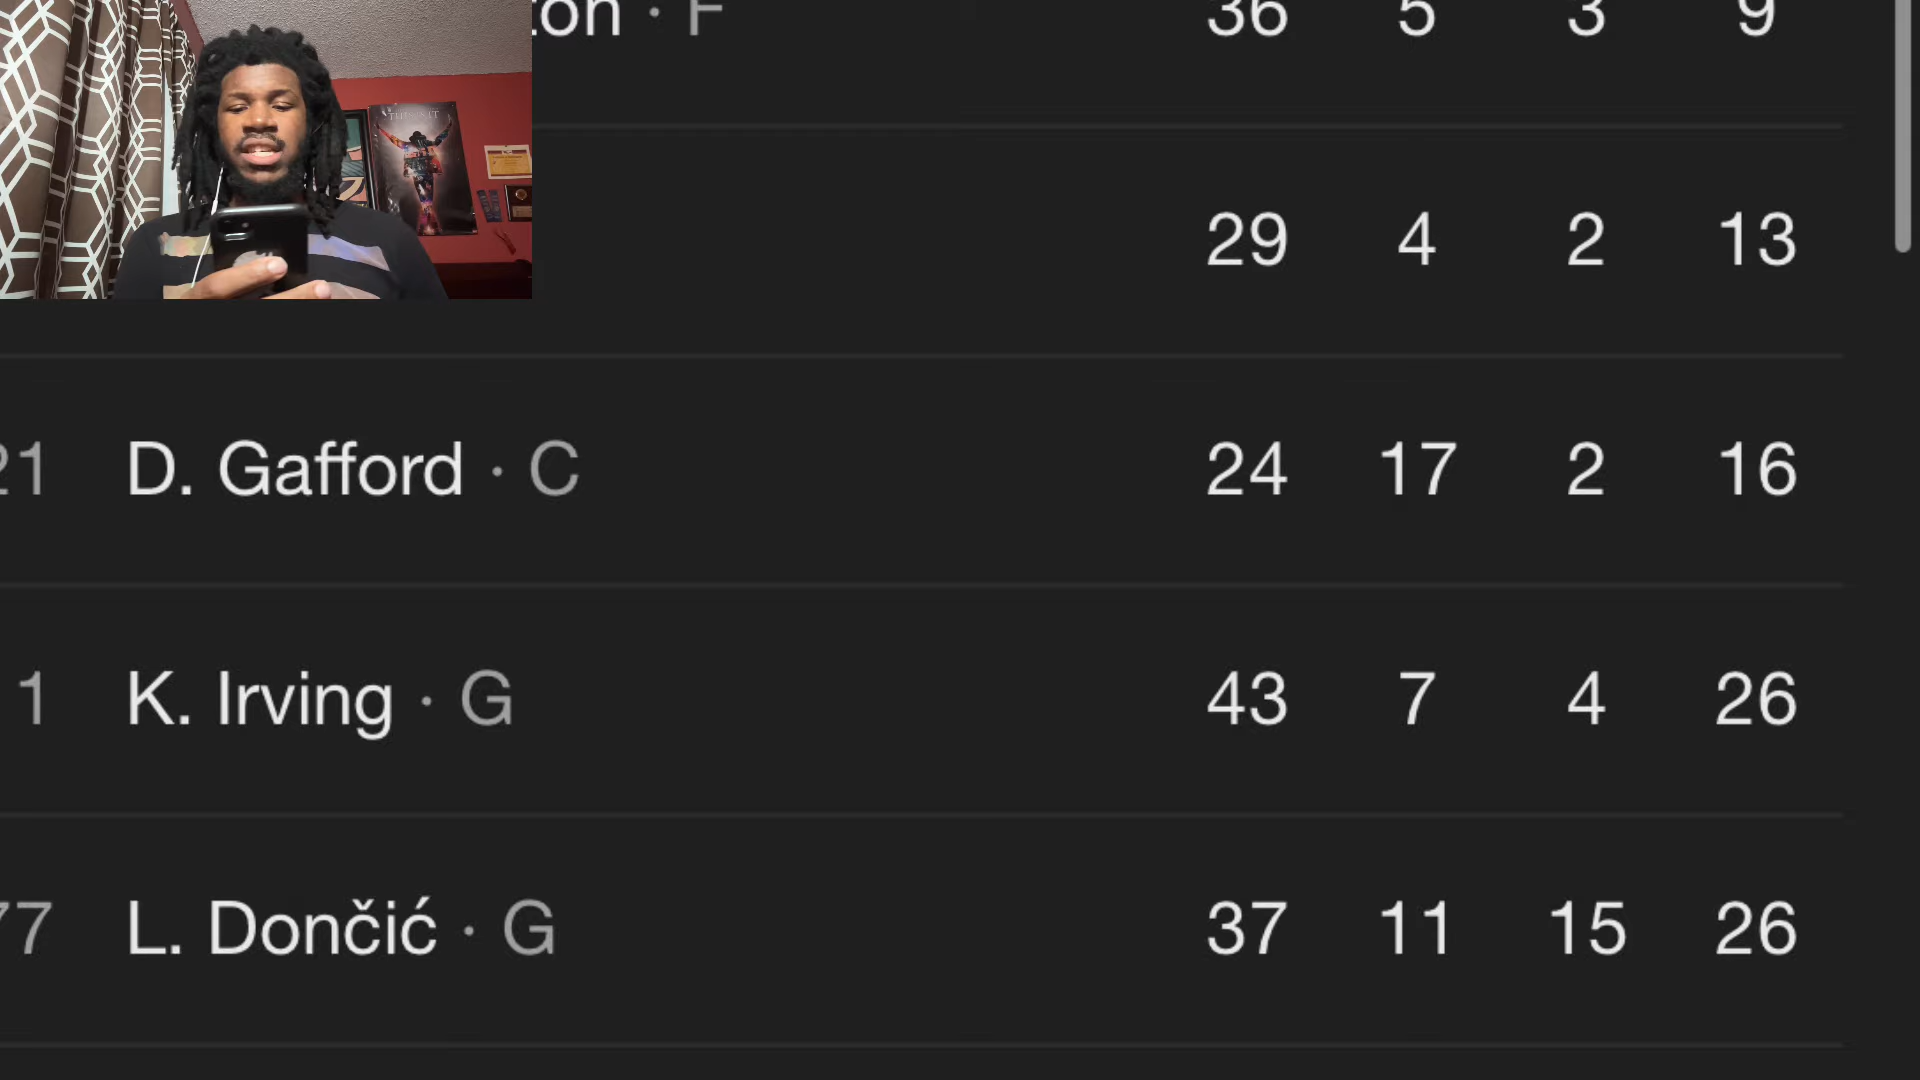 ton · F 36 5 3 9
29 4 2 13
21 D. Gafford · C 24 17 2 16
1 K. Irving · G 43 7 4 26
77 L. Dončić · G 37 11 15 26